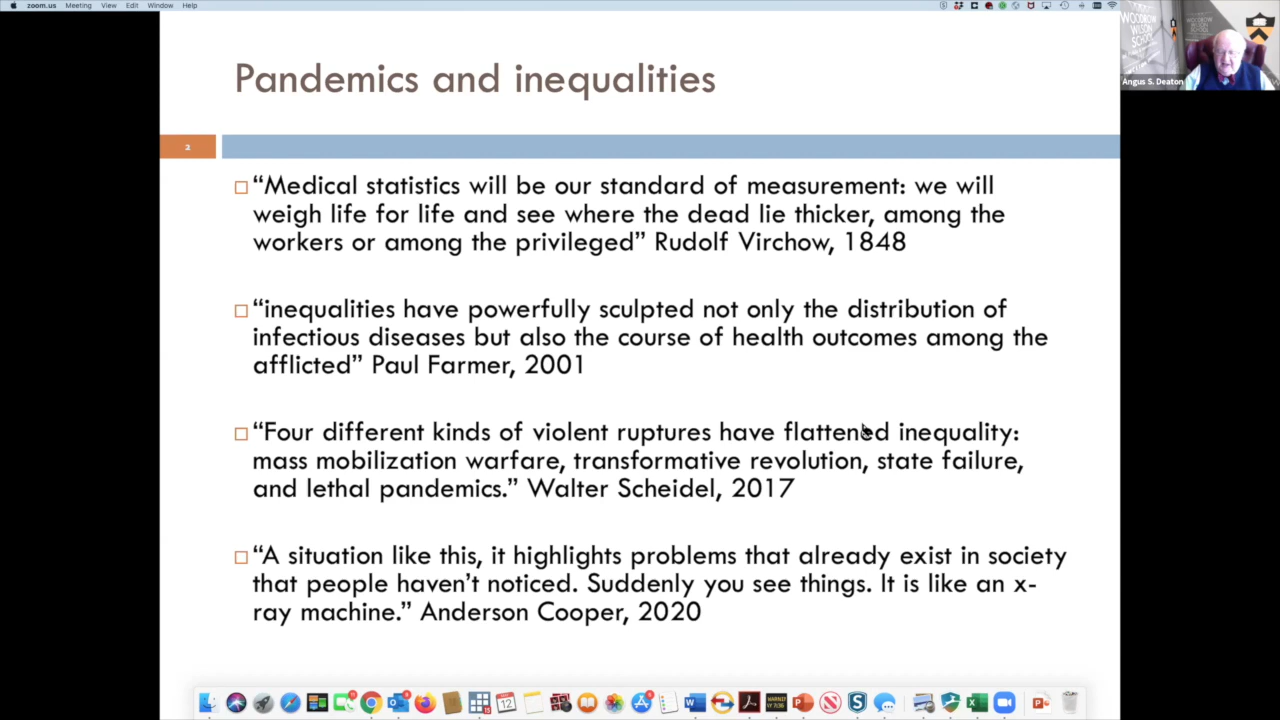 zoom.us Meeting View Edit Window Help
WOODROW
WILSON
SCHOOL
Angus S. Deaton
Pandemics and inequalities
2
“Medical statistics will be our standard of measurement: we will
weigh life for life and see where the dead lie thicker, among the
workers or among the privileged” Rudolf Virchow, 1848
“inequalities have powerfully sculpted not only the distribution of
infectious diseases but also the course of health outcomes among the
afflicted” Paul Farmer, 2001
“Four different kinds of violent ruptures have flattened inequality:
mass mobilization warfare, transformative revolution, state failure,
and lethal pandemics.” Walter Scheidel, 2017
“A situation like this, it highlights problems that already exist in society
that people haven’t noticed. Suddenly you see things. It is like an x-
ray machine.” Anderson Cooper, 2020
12